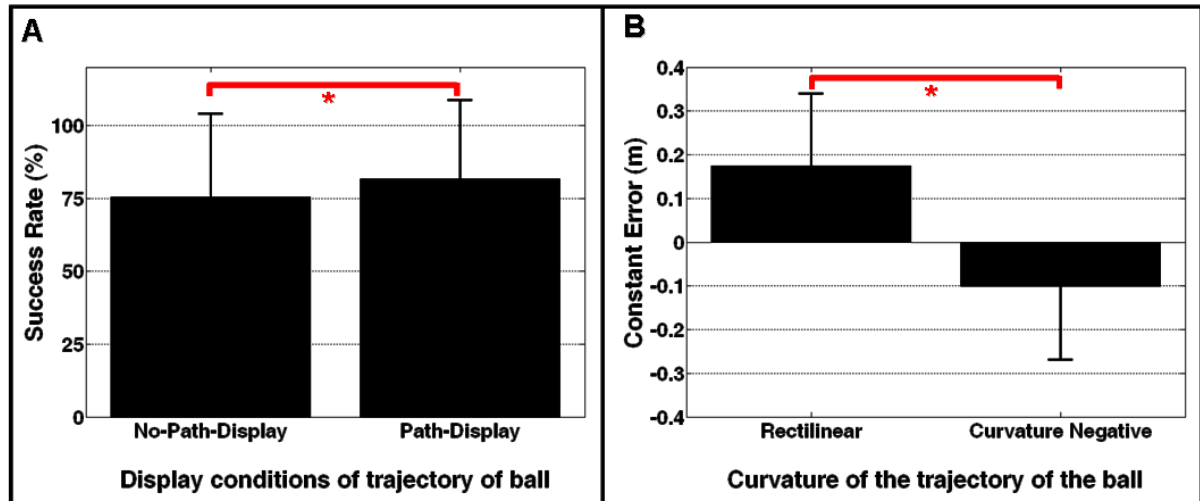 A
Success Rate (%)
100
75
50
25
0
*
No-Path-Display
Path-Display
Display conditions of trajectory of ball
B
Constant Error (m)
0.4
0.3
0.2
0.1
0
-0.1
-0.2
-0.3
-0.4
*
Rectilinear
Curvature Negative
Curvature of the trajectory of the ball